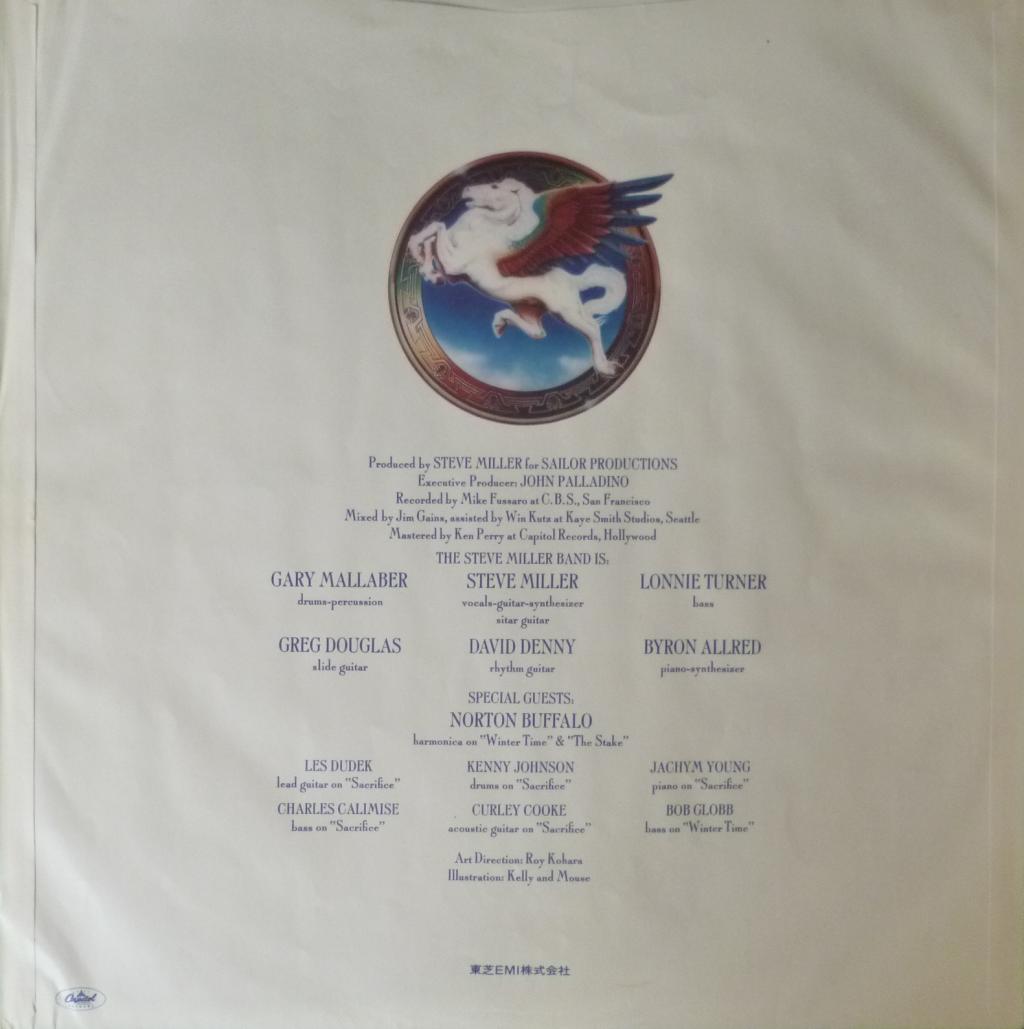 Produced by STEVE MILLER for SAILOR PRODUCTIONS
Executive Producer: JOHN PALLADINO
Recorded by Mike Fussaro at C.B.S., San Francisco
Mixed by Jim Gains, assisted by Win Kutz at Kaye Smith Studios, Seattle
Mastered by Ken Perry at Capitol Records, Hollywood
THE STEVE MILLER BAND IS:
GARY MALLABER STEVE MILLER LONNIE TURNER
drums-percussion vocals-guitar-synthesizer bass
sitar guitar
GREG DOUGLAS DAVID DENNY BYRON ALLRED
slide guitar rhythm guitar piano-synthesizer
SPECIAL GUESTS:
NORTON BUFFALO
harmonica on "Winter Time" & "The Stake"
LES DUDEK KENNY JOHNSON JACHYM YOUNG
lead guitar on "Sacrifice" drums on "Sacrifice" piano on "Sacrifice"
CHARLES CALIMISE CURLEY COOKE BOB GLOBB
bass on "Sacrifice" acoustic guitar on "Sacrifice" bass on "Winter Time"
Art Direction: Roy Kohara
Illustration: Kelly and Mouse
東芝EMI株式会社
Capitol